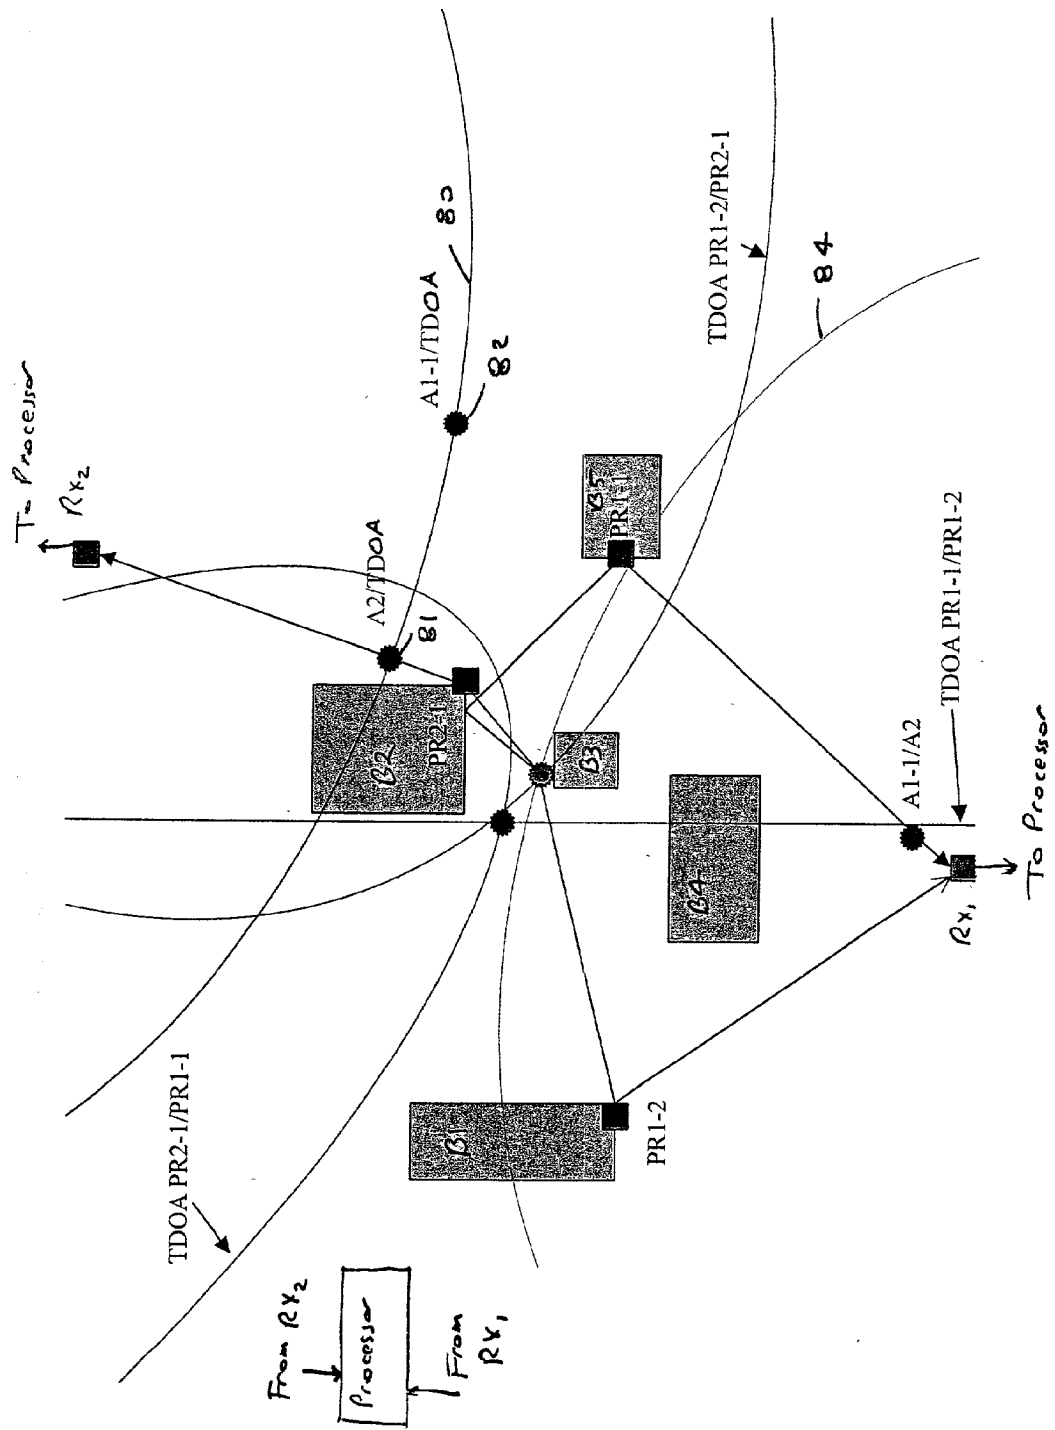 To Processor
Rx2
A2/TDOA
81
A1-1/TDOA
82
80
TDOA PR1-2/PR2-1
84
B5
PR1-1
B2
PR2-1
B3
B4
A1-1/A2
TDOA PR1-1/PR1-2
Rx1
To Processor
B1
PR1-2
TDOA PR2-1/PR1-1
From RX2
Processor
From
RX1